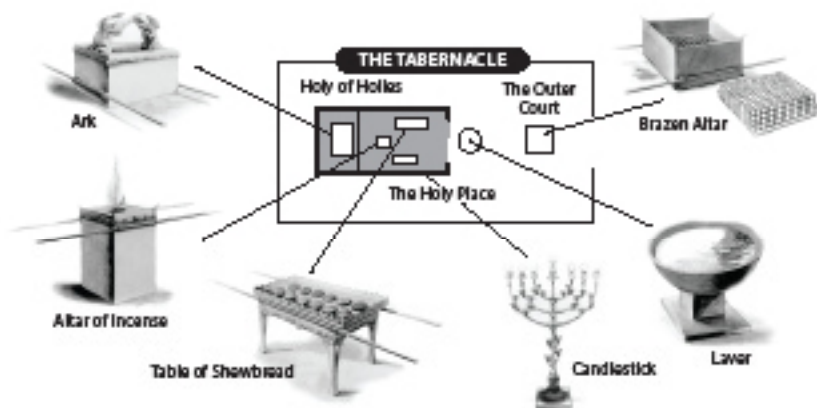 THE TABERNACLE
Holy of Holies
The Outer
Court
Ark
Brazen Altar
The Holy Place
Altar of Incense
Table of Shewbread
Candlestick
Laver